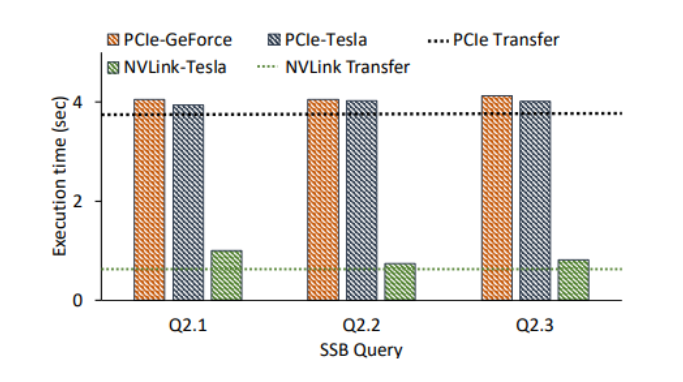 PCIe-GeForce PCIe-Tesla PCIe Transfer
NVLink-Tesla NVLink Transfer
Execution time (sec)
4
2
0
Q2.1 Q2.2 Q2.3
SSB Query